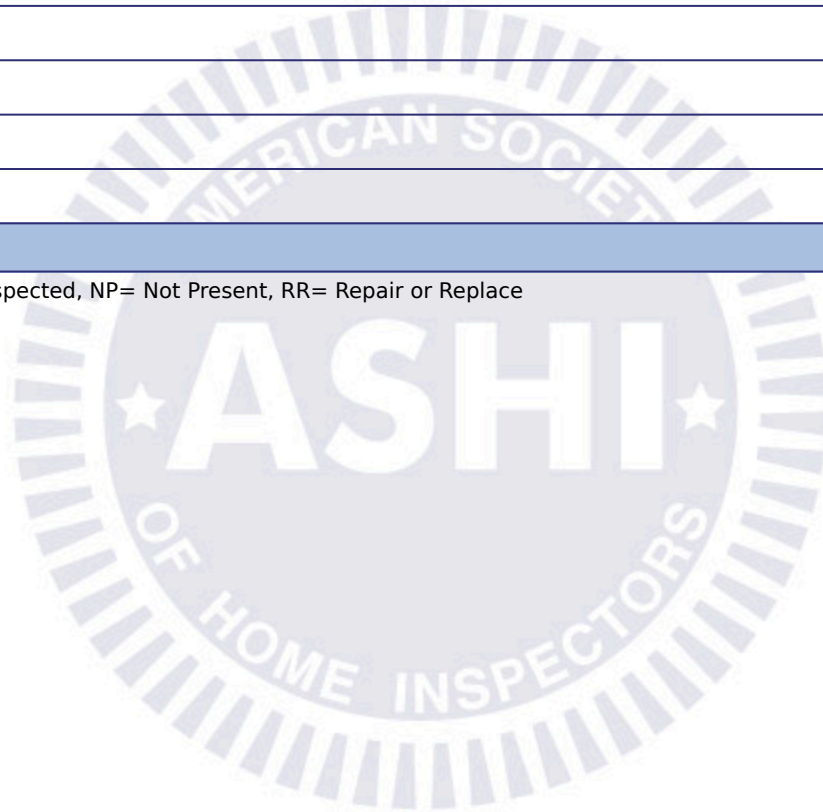 AMERICAN SOCIETY
spected, NP= Not Present, RR= Repair or Replace
ASHI
OF HOME INSPECTORS